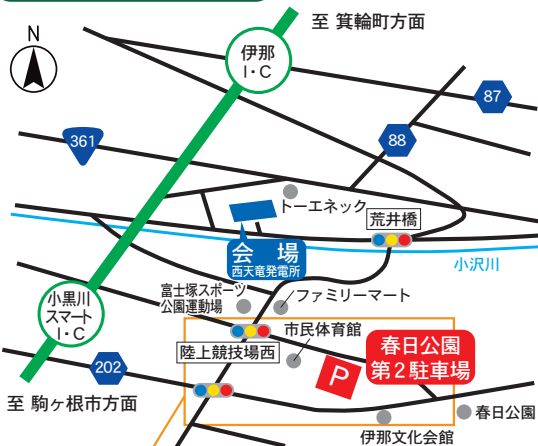 至 箕輪町方面
N
伊那
I・C
87
361
88
トーエネック
荒井橋
会場
西天竜発電所
小沢川
富士塚スポーツ
公園運動場
ファミリーマート
小黒川
スマート
I・C
市民体育館
陸上競技場西
春日公園
第2駐車場
P
202
至 駒ヶ根市方面
春日公園
伊那文化会館